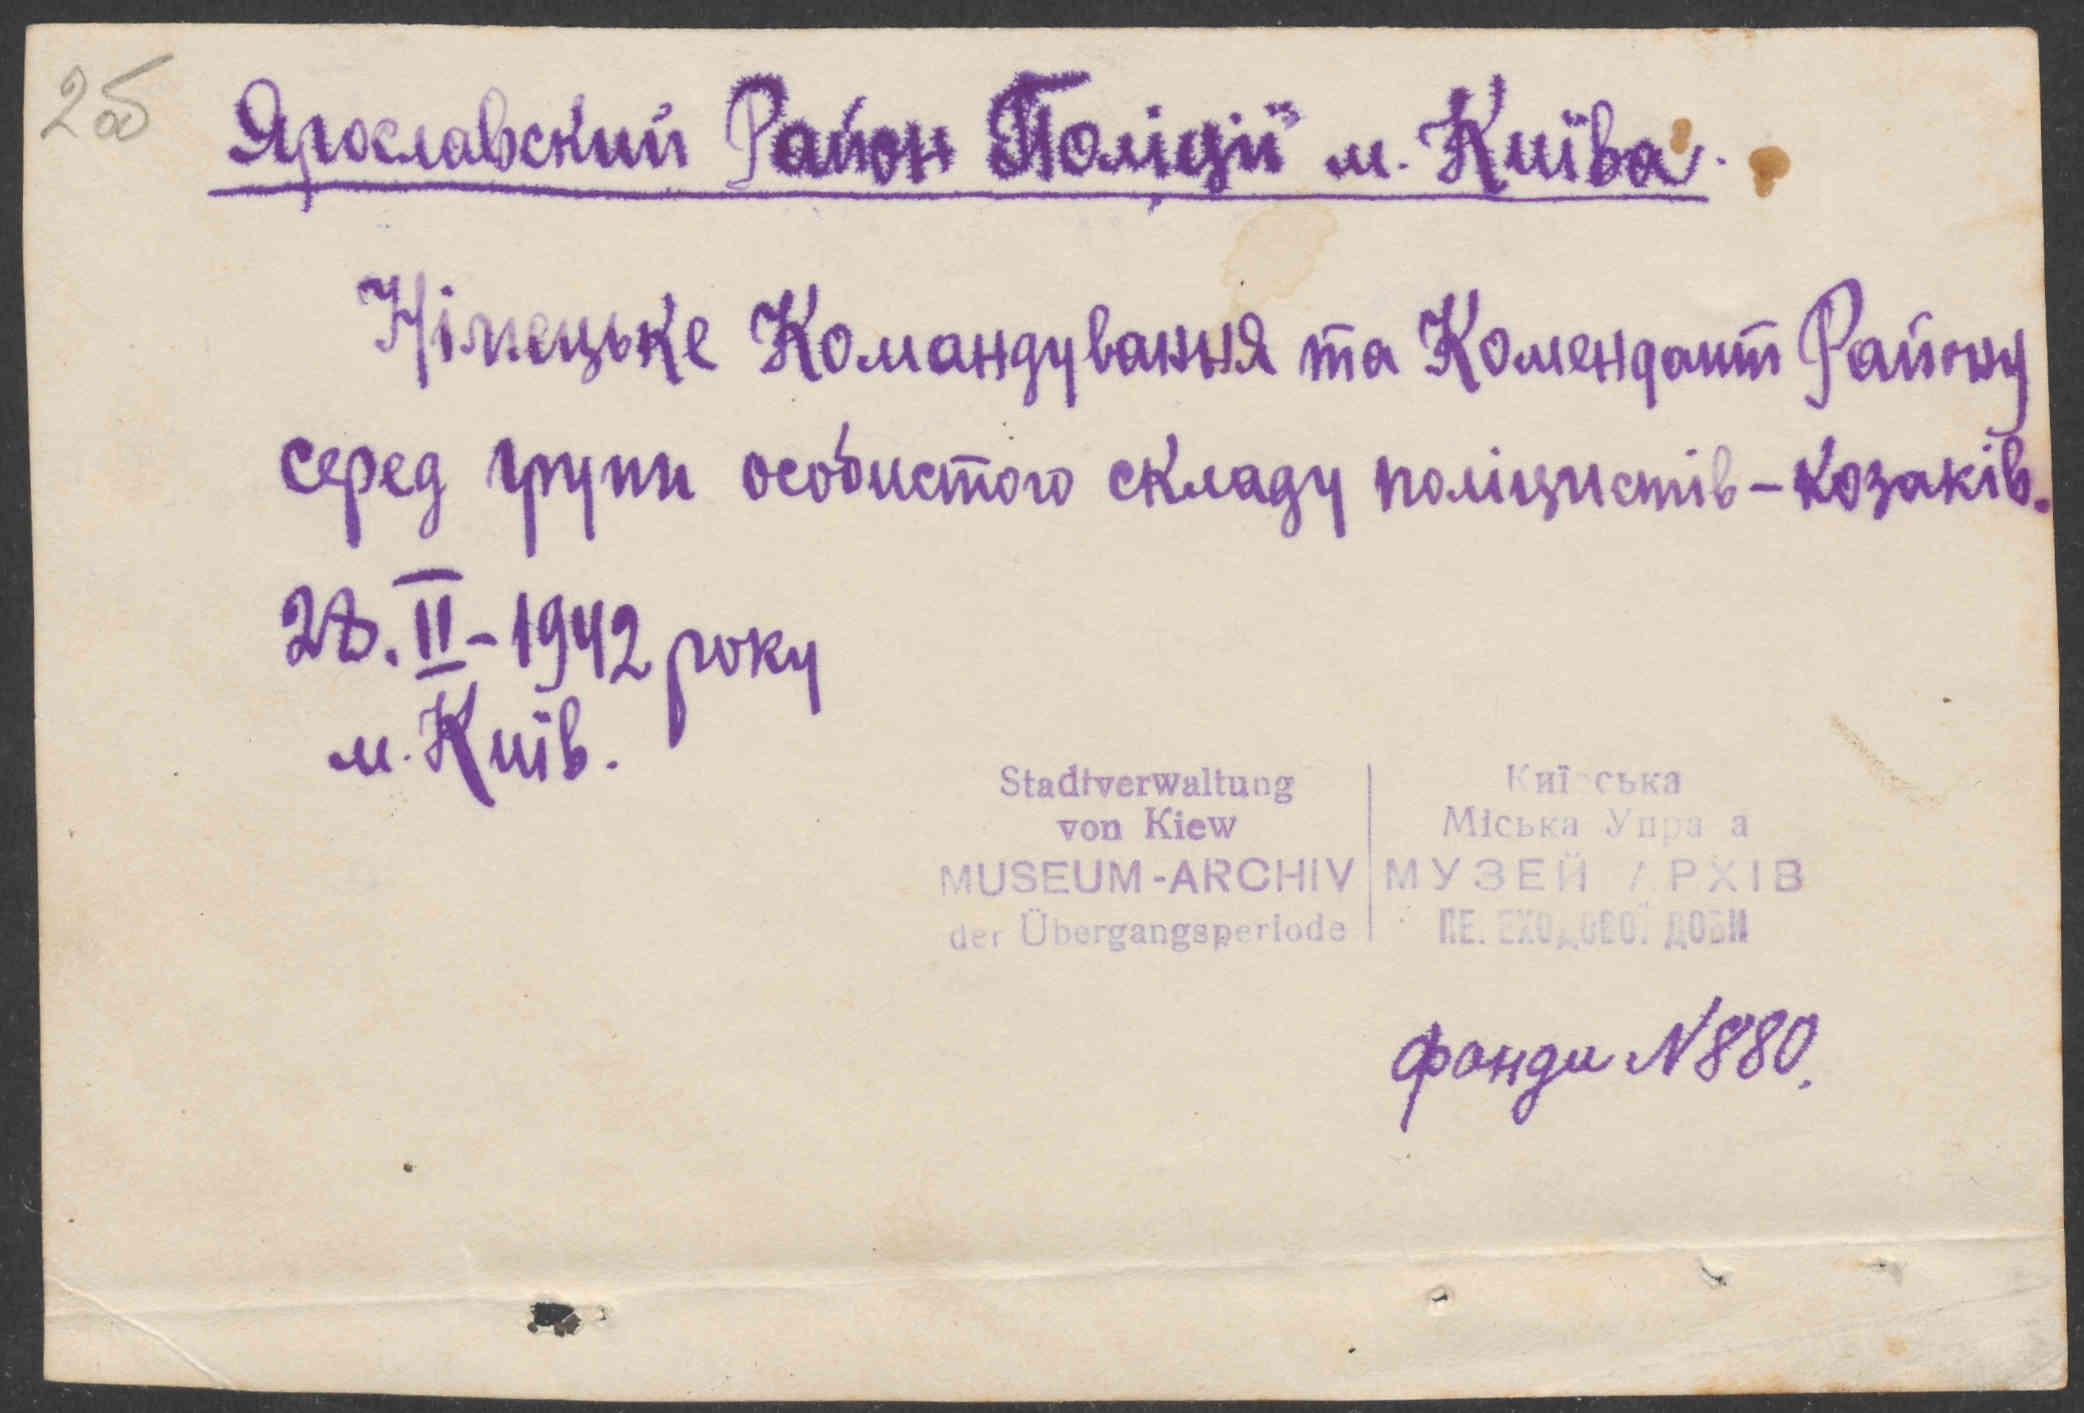 2б
Ярославский Район Поліції м. Київа.
Німецьке Командування та Комендант Району
серед групи особистого складу поліцистів-козаків.
28.II-1942 року
м. Київ.
Stadtverwaltung
von Kiew
MUSEUM-ARCHIV
der Übergangsperiode
Київська
Міська Управа
МУЗЕЙ АРХІВ
ПЕРЕХОДОВОЇ ДОБИ
фонди N880.